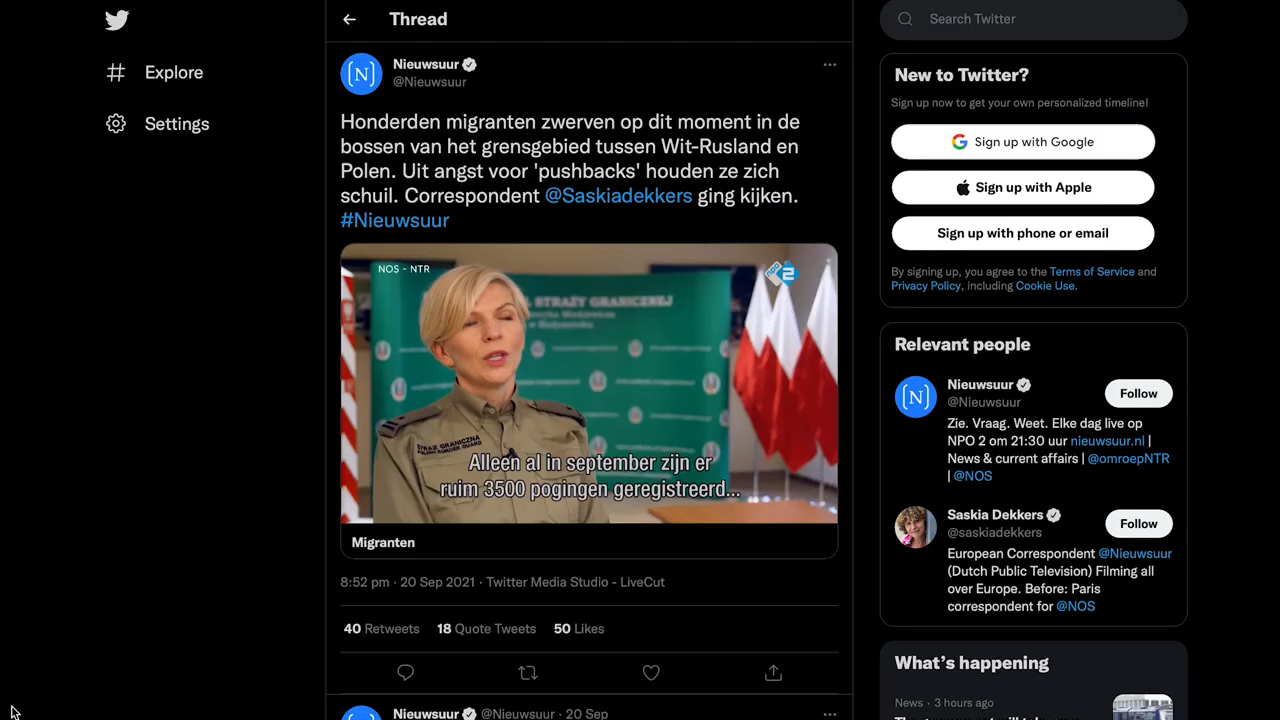 Thread
Search Twitter
Explore
Settings
Nieuwsuur
@Nieuwsuur
Honderden migranten zwerven op dit moment in de
bossen van het grensgebied tussen Wit-Rusland en
Polen. Uit angst voor 'pushbacks' houden ze zich
schuil. Correspondent @Saskiadekkers ging kijken.
#Nieuwsuur
NOS - NTR
2
STRAŻY GRANICZNEJ
STRAŻ GRANICZNA
POLISH BORDER GUARD
Alleen al in september zijn er
ruim 3500 pogingen geregistreerd...
Migranten
8:52 pm · 20 Sep 2021 · Twitter Media Studio - LiveCut
40 Retweets 18 Quote Tweets 50 Likes
Nieuwsuur @Nieuwsuur · 20 Sep
New to Twitter?
Sign up now to get your own personalized timeline!
Sign up with Google
Sign up with Apple
Sign up with phone or email
By signing up, you agree to the Terms of Service and
Privacy Policy, including Cookie Use.
Relevant people
Nieuwsuur
@Nieuwsuur
Follow
Zie. Vraag. Weet. Elke dag live op
NPO 2 om 21:30 uur nieuwsuur.nl |
News & current affairs | @omroepNTR
| @NOS
Saskia Dekkers
@saskiadekkers
Follow
European Correspondent @Nieuwsuur
(Dutch Public Television) Filming all
over Europe. Before: Paris
correspondent for @NOS
What's happening
News · 3 hours ago